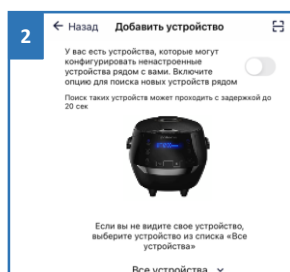 2
← Назад Добавить устройство
У вас есть устройства, которые могут
конфигурировать ненастроенные
устройства рядом с вами. Включите
опцию для поиска новых устройств рядом
Поиск таких устройств может проходить с задержкой до
20 сек
Если вы не видите свое устройство,
выберите устройство из списка «Все
устройства»
Все устройства